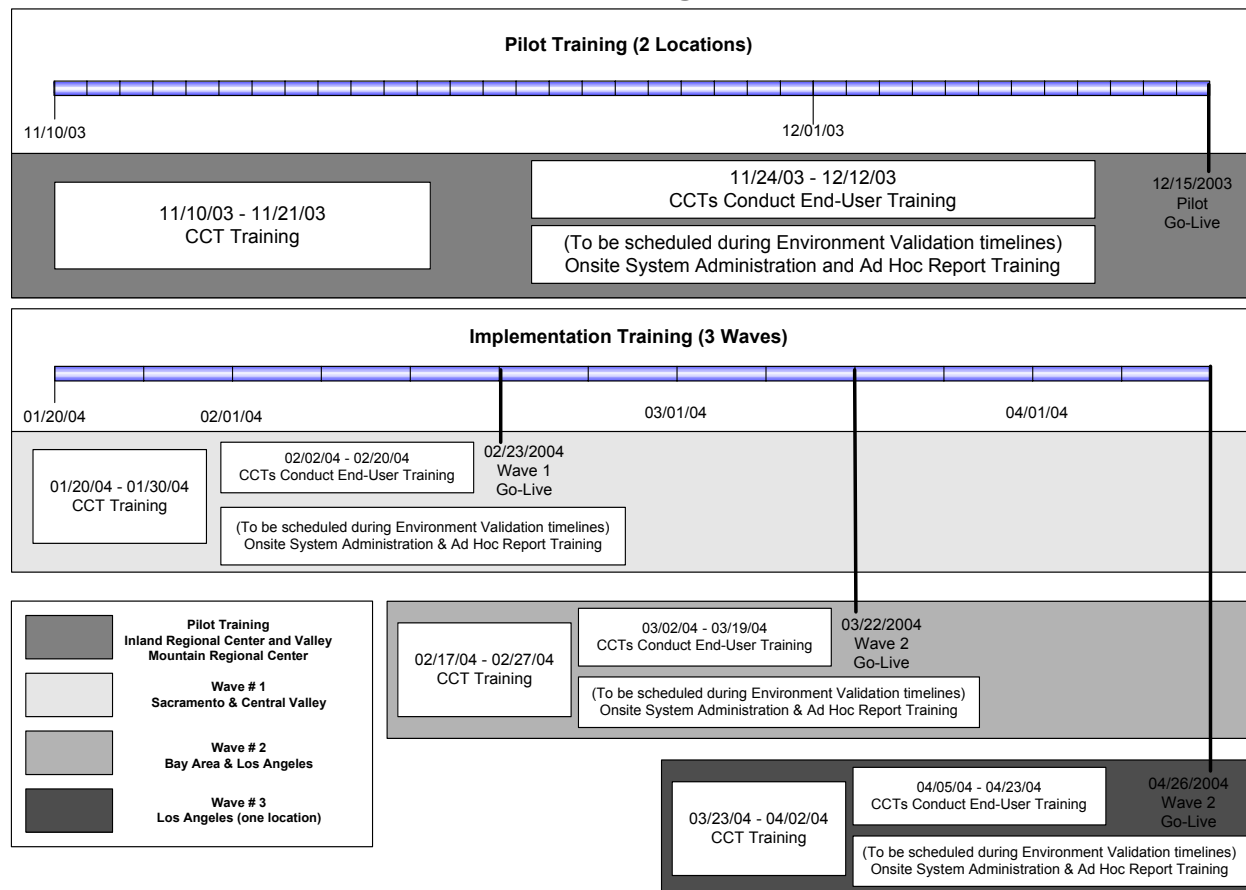 Pilot Training (2 Locations)
11/10/03
12/01/03
11/10/03 - 11/21/03
CCT Training
11/24/03 - 12/12/03
CCTs Conduct End-User Training
(To be scheduled during Environment Validation timelines)
Onsite System Administration and Ad Hoc Report Training
12/15/2003
Pilot
Go-Live
Implementation Training (3 Waves)
01/20/04
02/01/04
03/01/04
04/01/04
01/20/04 - 01/30/04
CCT Training
02/02/04 - 02/20/04
CCTs Conduct End-User Training
(To be scheduled during Environment Validation timelines)
Onsite System Administration & Ad Hoc Report Training
02/23/2004
Wave 1
Go-Live
Pilot Training
Inland Regional Center and Valley
Mountain Regional Center
Wave # 1
Sacramento & Central Valley
Wave # 2
Bay Area & Los Angeles
Wave # 3
Los Angeles (one location)
02/17/04 - 02/27/04
CCT Training
03/02/04 - 03/19/04
CCTs Conduct End-User Training
(To be scheduled during Environment Validation timelines)
Onsite System Administration & Ad Hoc Report Training
03/22/2004
Wave 2
Go-Live
03/23/04 - 04/02/04
CCT Training
04/05/04 - 04/23/04
CCTs Conduct End-User Training
(To be scheduled during Environment Validation timelines)
Onsite System Administration & Ad Hoc Report Training
04/26/2004
Wave 2
Go-Live